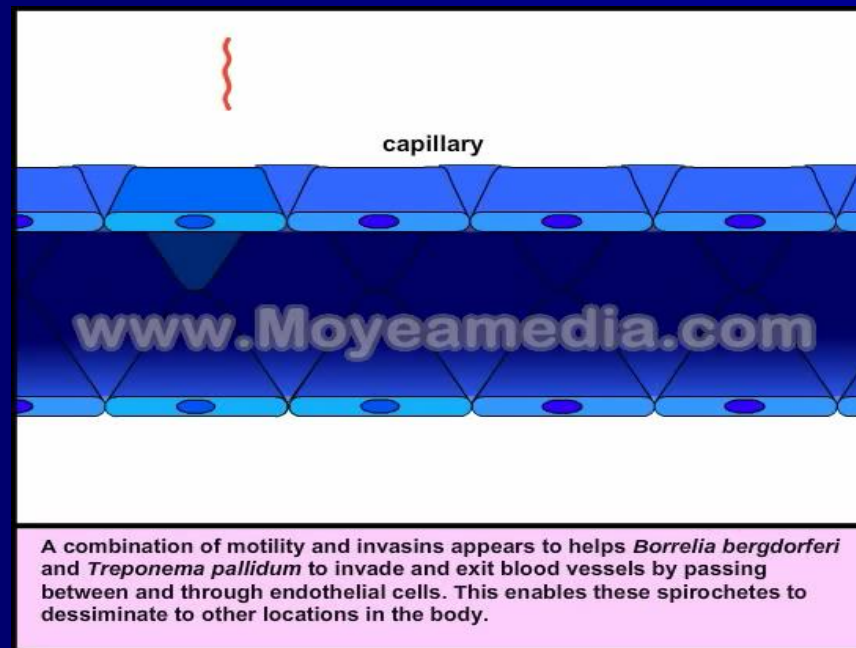 capillary
www.Moyeamedia.com
A combination of motility and invasins appears to helps Borrelia bergdorferi
and Treponema pallidum to invade and exit blood vessels by passing
between and through endothelial cells. This enables these spirochetes to
dessiminate to other locations in the body.